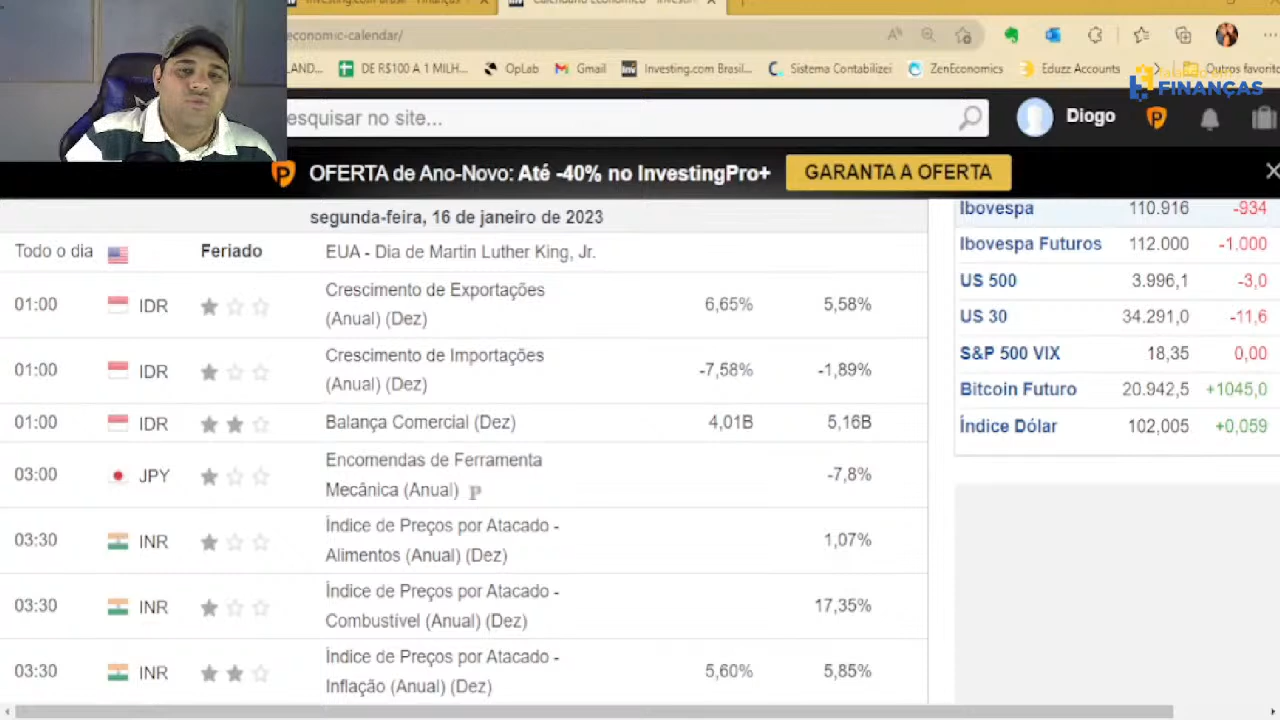 Investing.com Brasil - Finanças
Calendário Econômico - Investin
economic-calendar/
LAND...
DE R$100 A 1 MILH...
OpLab
Gmail
Investing.com Brasil...
Sistema Contabilizei
ZenEconomics
Eduzz Accounts
Outros favorito
FINANÇAS
esquisar no site...
Diogo
OFERTA de Ano-Novo: Até -40% no InvestingPro+
GARANTA A OFERTA
segunda-feira, 16 de janeiro de 2023
Todo o dia Feriado EUA - Dia de Martin Luther King, Jr.
01:00 IDR Crescimento de Exportações
(Anual) (Dez) 6,65% 5,58%
01:00 IDR Crescimento de Importações
(Anual) (Dez) -7,58% -1,89%
01:00 IDR Balança Comercial (Dez) 4,01B 5,16B
03:00 JPY Encomendas de Ferramenta
Mecânica (Anual) P -7,8%
03:30 INR Índice de Preços por Atacado -
Alimentos (Anual) (Dez) 1,07%
03:30 INR Índice de Preços por Atacado -
Combustível (Anual) (Dez) 17,35%
03:30 INR Índice de Preços por Atacado -
Inflação (Anual) (Dez) 5,60% 5,85%
Ibovespa 110.916 -934
Ibovespa Futuros 112.000 -1,000
US 500 3.996,1 -3,0
US 30 34.291,0 -11,6
S&P 500 VIX 18,35 0,00
Bitcoin Futuro 20.942,5 +1045,0
Índice Dólar 102,005 +0,059